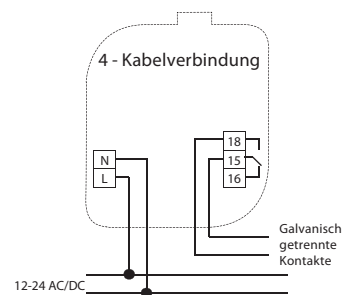 4 - Kabelverbindung
18
15
16
N
L
Galvanisch
getrennte
Kontakte
12-24 AC/DC